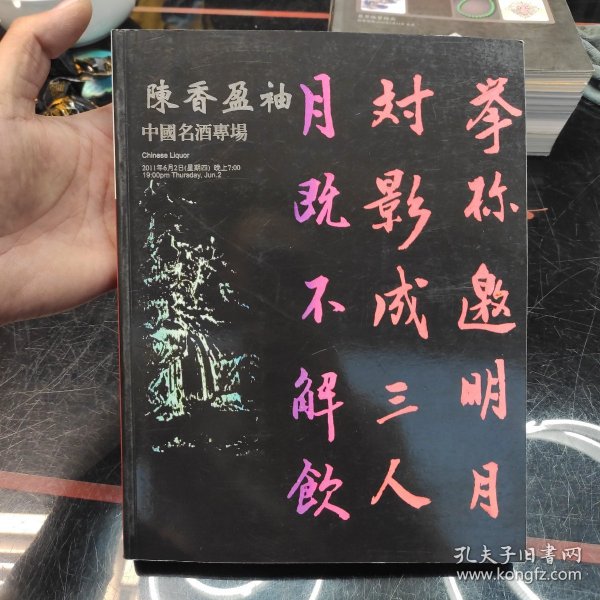 陳香盈袖
中國名酒專場
Chinese Liquor
2011年6月2日(星期四) 晚上7:00
19:00pm Thursday, Jun.2
举杯邀明月
対影成三人
月既不解飲
孔夫子旧书网
www.kongfz.com